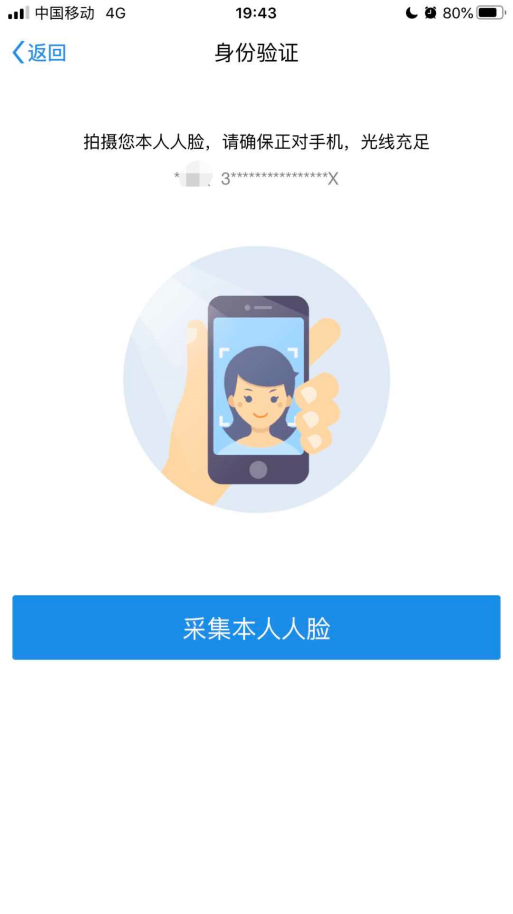 中国移动 4G 19:43 80%
返回 身份验证
拍摄您本人人脸，请确保正对手机，光线充足
* 3****************X
采集本人人脸